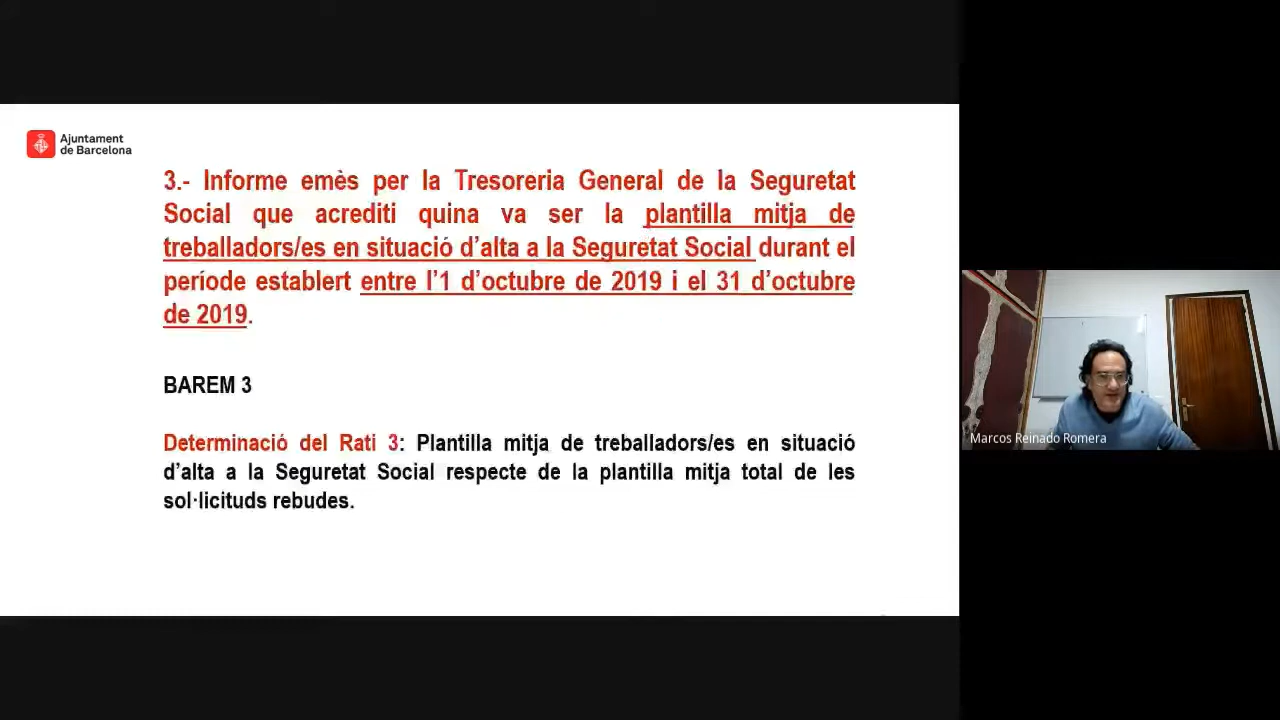 Ajuntament
de Barcelona
3.- Informe emès per la Tresoreria General de la Seguretat
Social que acrediti quina va ser la plantilla mitja de
treballadors/es en situació d’alta a la Seguretat Social durant el
període establert entre l’1 d’octubre de 2019 i el 31 d’octubre
de 2019.
BAREM 3
Determinació del Rati 3: Plantilla mitja de treballadors/es en situació
d’alta a la Seguretat Social respecte de la plantilla mitja total de les
sol·licituds rebudes.
Marcos Reinado Romera